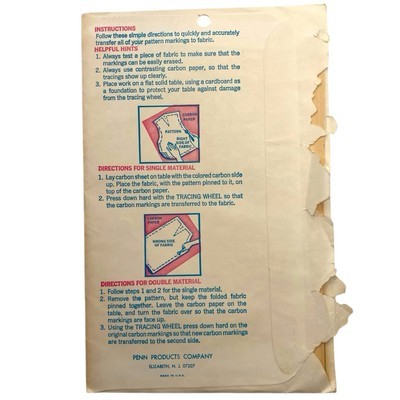 INSTRUCTIONS
Follow these simple directions to quickly and accurately
transfer all of your pattern markings to fabric.
HELPFUL HINTS
1. Always test a piece of fabric to make sure that the
markings can be easily erased.
2. Always use contrasting carbon paper, so that the
tracings show up clearly.
3. Place work on a flat solid table, using a cardboard as
a foundation to protect your table against damage
from the tracing wheel.
CARBON
PAPER
PATTERN
RIGHT
SIDE OF
FABRIC
DIRECTIONS FOR SINGLE MATERIAL
1. Lay carbon sheet on table with the colored carbon side
up. Place the fabric, with the pattern pinned to it, on
top of the carbon paper.
2. Press down hard with the TRACING WHEEL so that
the carbon markings are transferred to the fabric.
CARBON
PAPER
WRONG SIDE
OF FABRIC
DIRECTIONS FOR DOUBLE MATERIAL
1. Follow steps 1 and 2 for the single material.
2. Remove the pattern, but keep the folded fabric
pinned together. Leave the carbon paper on the
table, and turn the fabric over so that the carbon
markings are face up.
3. Using the TRACING WHEEL press down hard on the
original carbon markings so that new carbon markings
are transferred to the second side.
PENN PRODUCTS COMPANY
ELIZABETH, N. J. 07207
MADE IN U.S.A.